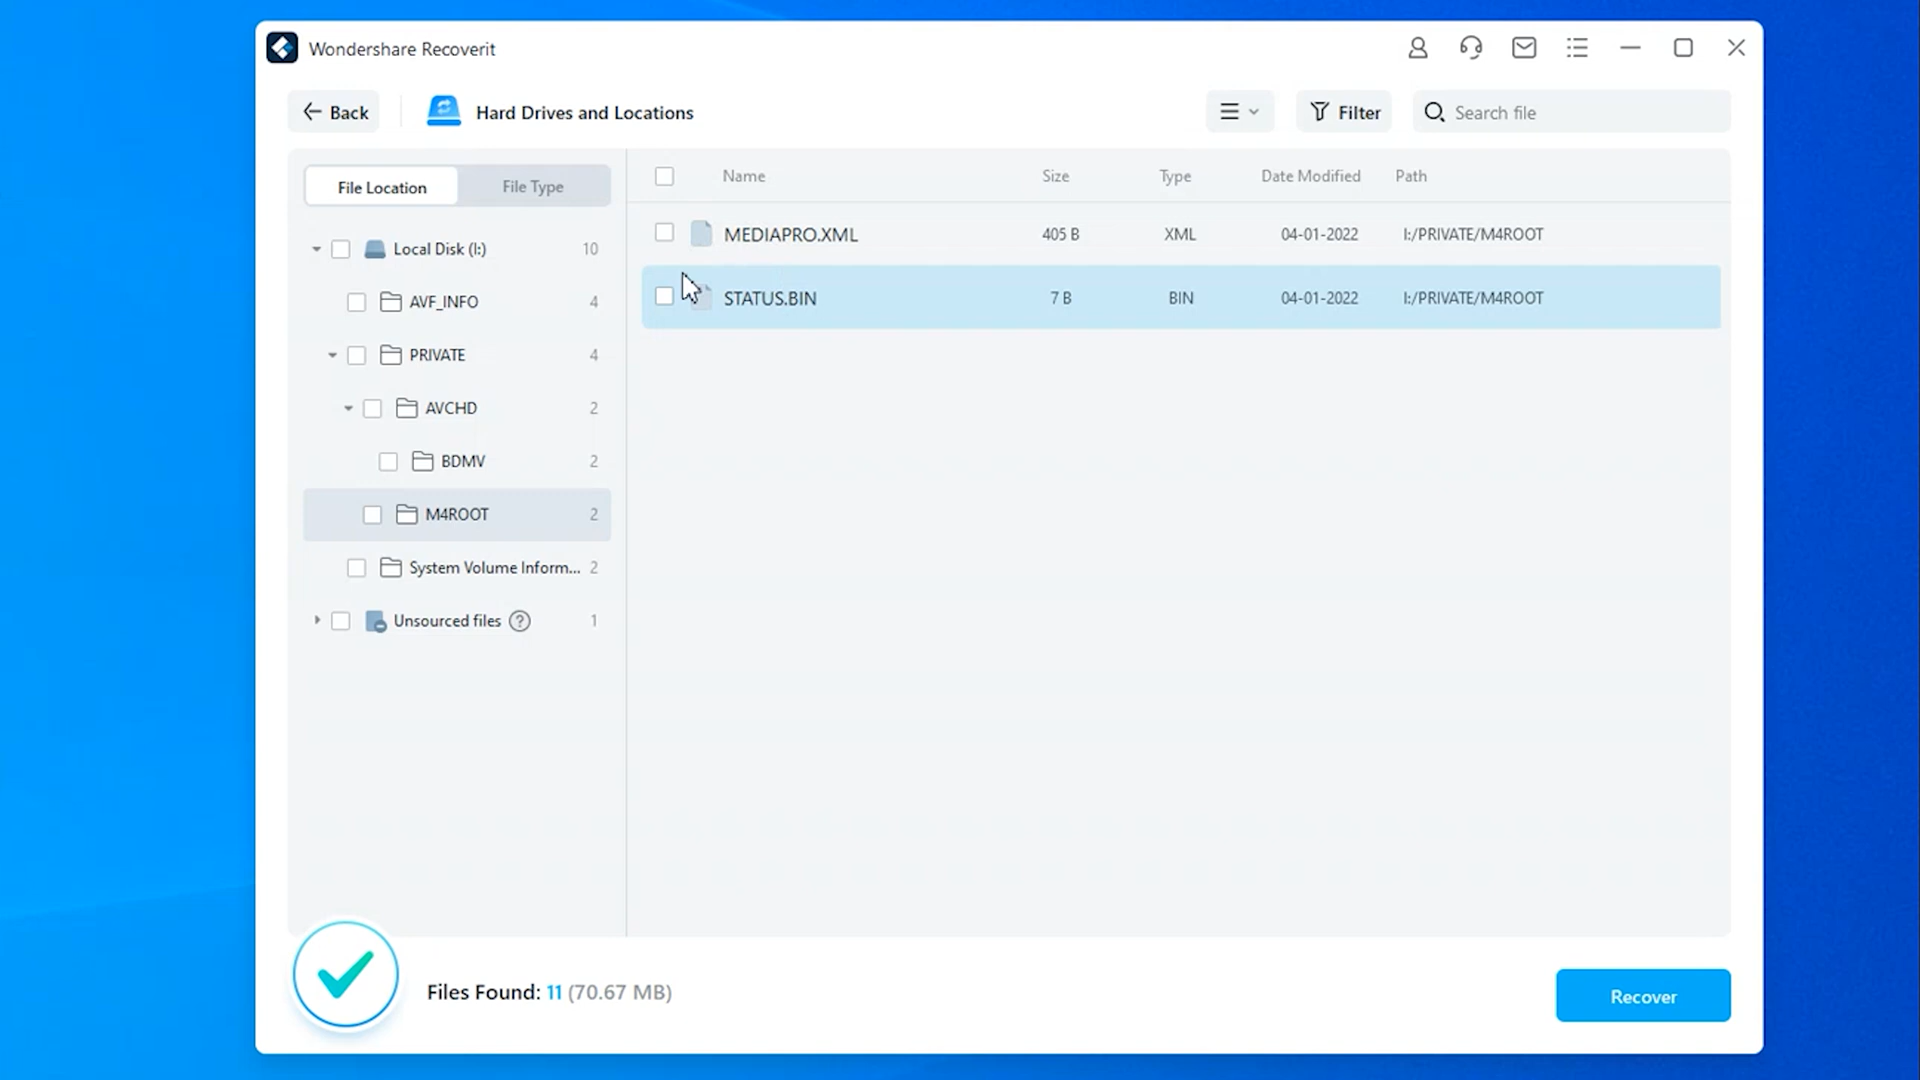 Wondershare Recoverit
Back
Hard Drives and Locations
Filter
Search file
File Location
File Type
Name Size Type Date Modified Path
MEDIAPRO.XML 405 B XML 04-01-2022 I:/PRIVATE/M4ROOT
STATUS.BIN 7 B BIN 04-01-2022 I:/PRIVATE/M4ROOT
Local Disk (I:) 10
AVF_INFO 4
PRIVATE 4
AVCHD 2
BDMV 2
M4ROOT 2
System Volume Inform... 2
Unsourced files ? 1
Files Found: 11 (70.67 MB)
Recover